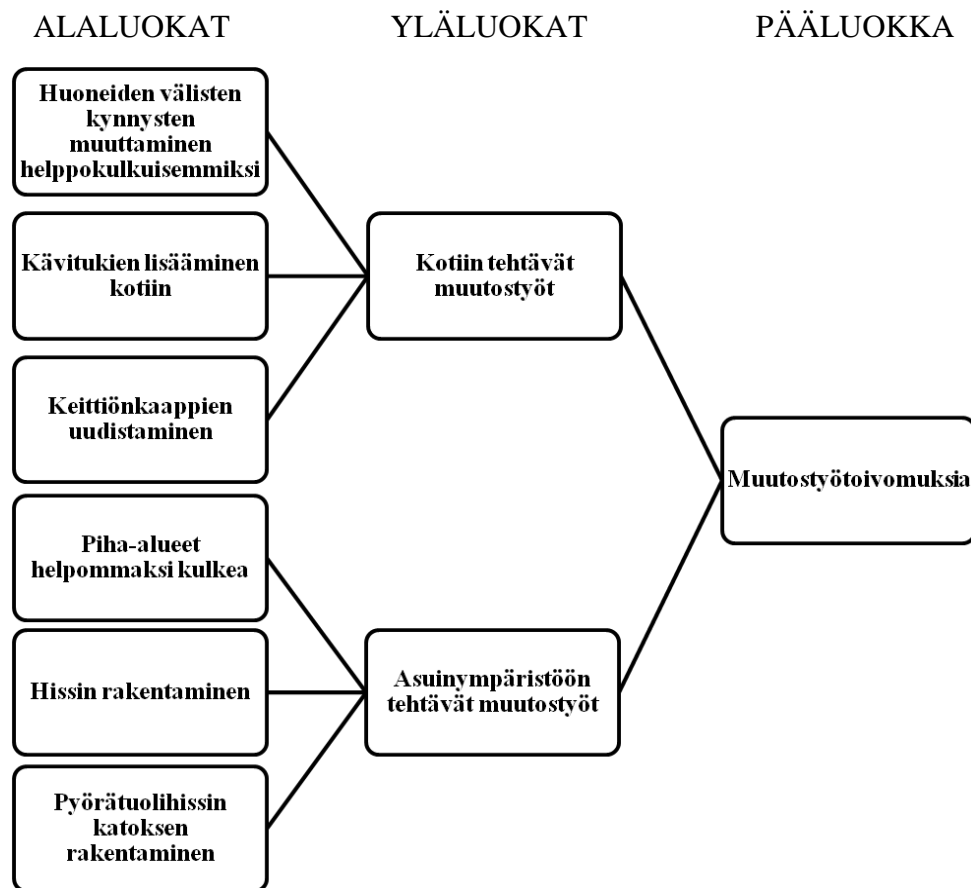 ALALUOKAT YLÄLUOKAT PÄÄLUOKKA
Huoneiden välisten
kynnysten
muuttaminen
helppokulkuisemmiksi
Kävitukien lisääminen
kotiin
Keittiönkaappien
uudistaminen
Piha-alueet
helpommaksi kulkea
Hissin rakentaminen
Pyörätuolihissin
katoksen
rakentaminen
Kotiin tehtävät
muutostyöt
Asuinympäristöön
tehtävät muutostyöt
Muutostyötoivomuksia